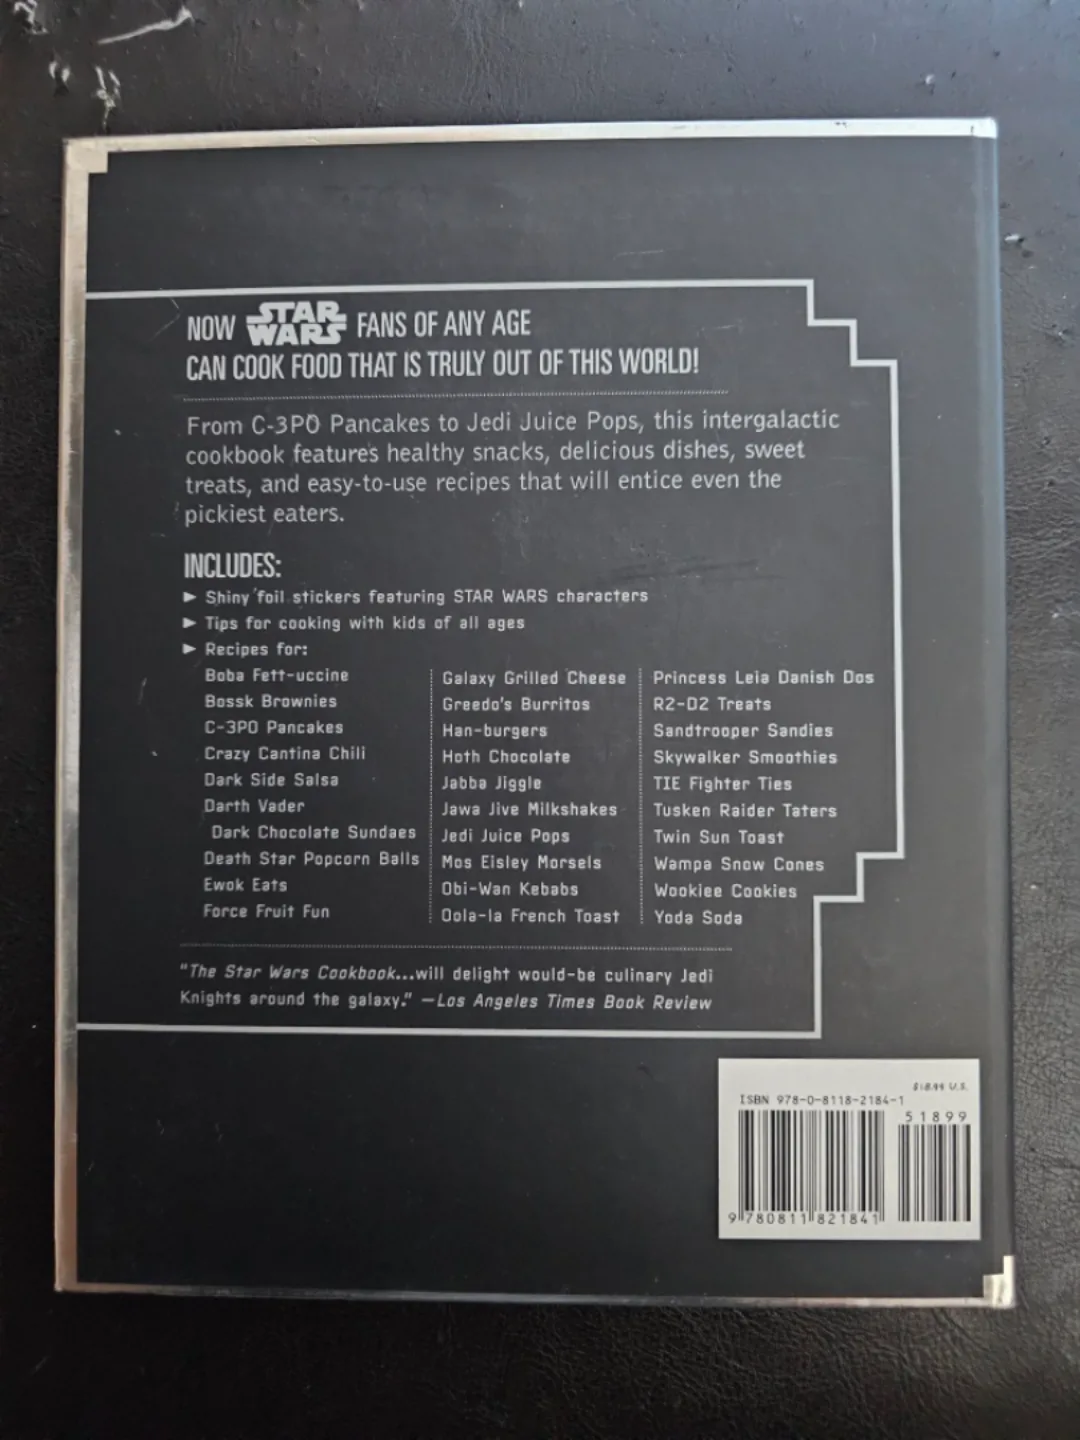 NOW STAR WARS FANS OF ANY AGE
CAN COOK FOOD THAT IS TRULY OUT OF THIS WORLD!
From C-3PO Pancakes to Jedi Juice Pops, this intergalactic
cookbook features healthy snacks, delicious dishes, sweet
treats, and easy-to-use recipes that will entice even the
pickiest eaters.
INCLUDES:
► Shiny foil stickers featuring STAR WARS characters
► Tips for cooking with kids of all ages
► Recipes for:
Boba Fett-uccine
Bossk Brownies
C-3PO Pancakes
Crazy Cantina Chili
Dark Side Salsa
Darth Vader
Dark Chocolate Sundaes
Death Star Popcorn Balls
Ewok Eats
Force Fruit Fun
Galaxy Grilled Cheese
Greedo's Burritos
Han-burgers
Hoth Chocolate
Jabba Jiggle
Jawa Jive Milkshakes
Jedi Juice Pops
Mos Eisley Morsels
Obi-Wan Kebabs
Oola-la French Toast
Princess Leia Danish Dos
R2-D2 Treats
Sandtrooper Sandies
Skywalker Smoothies
TIE Fighter Ties
Tusken Raider Taters
Twin Sun Toast
Wampa Snow Cones
Wookiee Cookies
Yoda Soda
"The Star Wars Cookbook...will delight would-be culinary Jedi
Knights around the galaxy." —Los Angeles Times Book Review
$18.99 U.S.
ISBN 978-0-8118-2184-1
51899
9 780811 821841